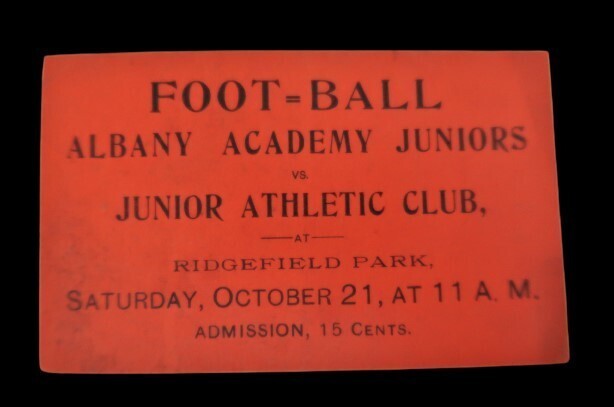 FOOT=BALL
ALBANY ACADEMY JUNIORS
VS.
JUNIOR ATHLETIC CLUB,
—AT—
RIDGEFIELD PARK,
SATURDAY, OCTOBER 21, AT 11 A. M.
ADMISSION, 15 CENTS.